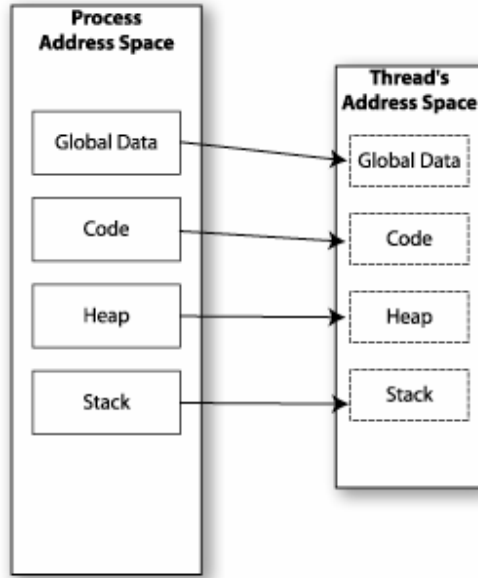 Process
Address Space
Global Data
Code
Heap
Stack
Thread's
Address Space
Global Data
Code
Heap
Stack